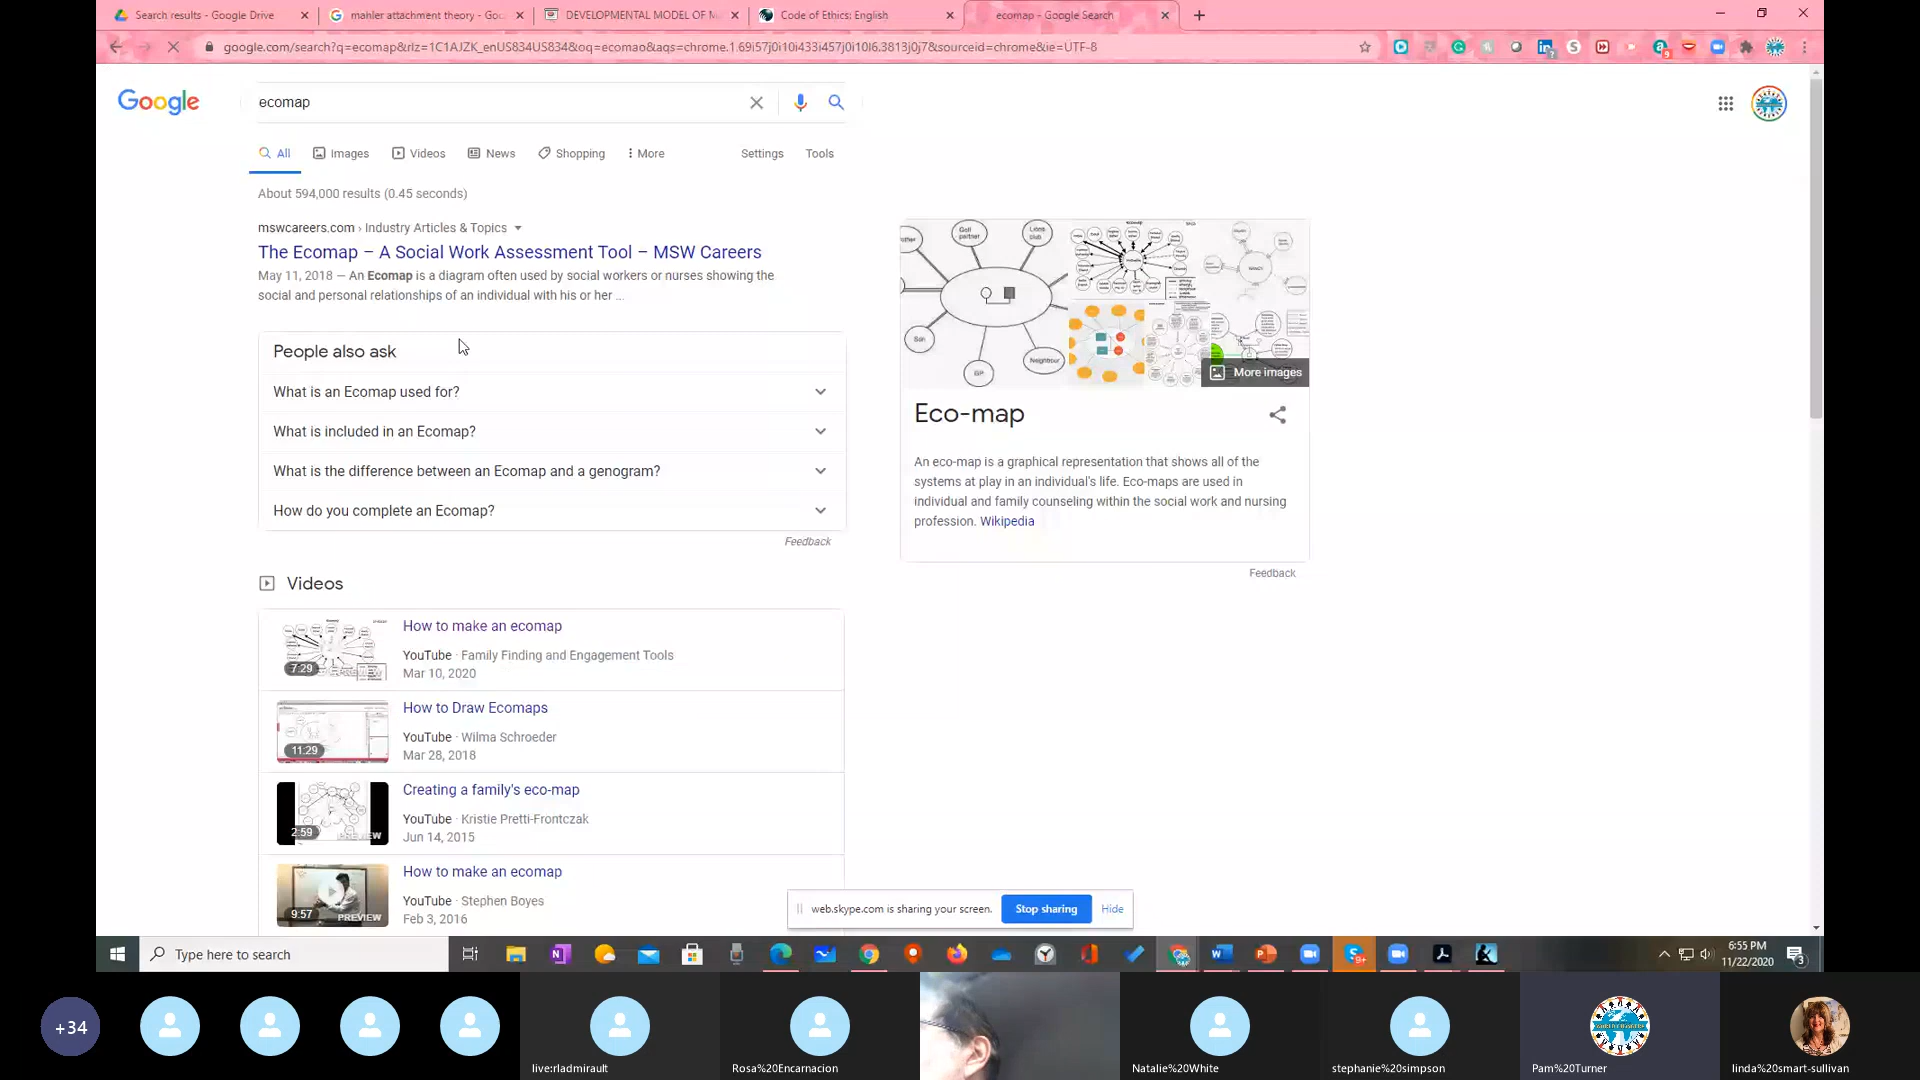 Search results - Google Drive
mahler attachment theory - Goo
DEVELOPMENTAL MODEL OF M
Code of Ethics: English
ecomap - Google Search
google.com/search?q=ecomap&rlz=1C1AJZK_enUS834US834&oq=ecomao&aqs=chrome.1.69i57j0i10i433i457j0i10l6.3813j0j7&sourceid=chrome&ie=UTF-8
Google
ecomap
All
Images
Videos
News
Shopping
More
Settings
Tools
About 594,000 results (0.45 seconds)
mswcareers.com › Industry Articles & Topics
The Ecomap – A Social Work Assessment Tool – MSW Careers
May 11, 2018 — An Ecomap is a diagram often used by social workers or nurses showing the
social and personal relationships of an individual with his or her ...
People also ask
What is an Ecomap used for?
What is included in an Ecomap?
What is the difference between an Ecomap and a genogram?
How do you complete an Ecomap?
Feedback
Videos
7:29
How to make an ecomap
YouTube · Family Finding and Engagement Tools
Mar 10, 2020
11:29
How to Draw Ecomaps
YouTube · Wilma Schroeder
Mar 28, 2018
2:59
PREVIEW
Creating a family's eco-map
YouTube · Kristie Pretti-Frontczak
Jun 14, 2015
9:57
PREVIEW
How to make an ecomap
YouTube · Stephen Boyes
Feb 3, 2016
Golf
partner
Lions
club
Son
GP
Neighbour
NANCY
More images
Eco-map
An eco-map is a graphical representation that shows all of the
systems at play in an individual's life. Eco-maps are used in
individual and family counseling within the social work and nursing
profession. Wikipedia
Feedback
web.skype.com is sharing your screen.
Stop sharing
Hide
Type here to search
6:55 PM
11/22/2020
+34
live:rladmirault
Rosa%20Encarnacion
Natalie%20White
stephanie%20simpson
Pam%20Turner
linda%20smart-sullivan